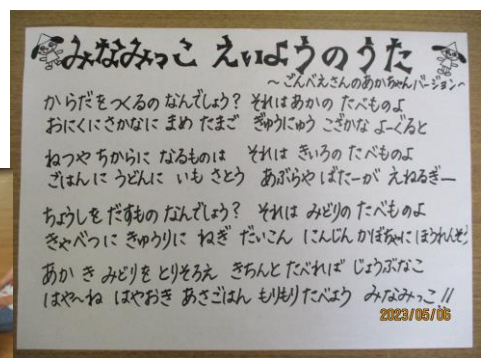 みなみっこ えいようのうた
～ごんべえさんのあかちゃんバージョン～
からだをつくるの なんでしょう？ それはあかの たべものよ
おにくにさかなに まめ たまご ぎゅうにゅう こざかな よーぐると
ねつや ちからに なるものは それは きいろの たべものよ
ごはんに うどんに いも さとう あぶらや ばたーが えねるぎー
ちょうしを だすもの なんでしょう？ それは みどりの たべものよ
きゃべつに きゅうりに ねぎ だいこん にんじん かぼちゃに ほうれんそう
あか き みどりを とりそろえ きちんと たべれば じょうぶなこ
はや～ね はやおき あさごはん もりもり たべよう みなみっこ!!
2023/05/06